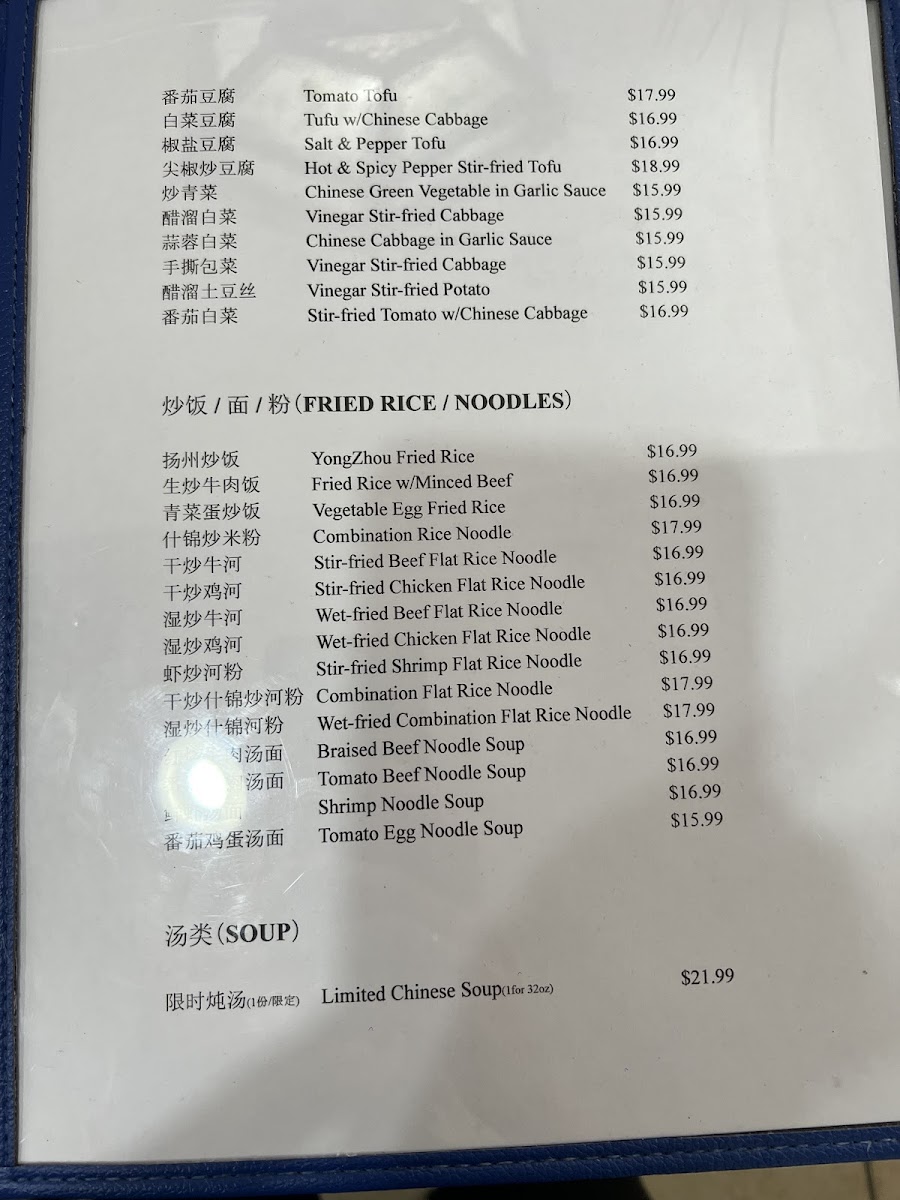 番茄豆腐 Tomato Tofu $17.99
白菜豆腐 Tufu w/Chinese Cabbage $16.99
椒盐豆腐 Salt & Pepper Tofu $16.99
尖椒炒豆腐 Hot & Spicy Pepper Stir-fried Tofu $18.99
炒青菜 Chinese Green Vegetable in Garlic Sauce $15.99
醋溜白菜 Vinegar Stir-fried Cabbage $15.99
蒜蓉白菜 Chinese Cabbage in Garlic Sauce $15.99
手撕包菜 Vinegar Stir-fried Cabbage $15.99
醋溜土豆丝 Vinegar Stir-fried Potato $15.99
番茄白菜 Stir-fried Tomato w/Chinese Cabbage $16.99
炒饭 / 面 / 粉(FRIED RICE / NOODLES)
扬州炒饭 YongZhou Fried Rice $16.99
生炒牛肉饭 Fried Rice w/Minced Beef $16.99
青菜蛋炒饭 Vegetable Egg Fried Rice $16.99
什锦炒米粉 Combination Rice Noodle $17.99
干炒牛河 Stir-fried Beef Flat Rice Noodle $16.99
干炒鸡河 Stir-fried Chicken Flat Rice Noodle $16.99
湿炒牛河 Wet-fried Beef Flat Rice Noodle $16.99
湿炒鸡河 Wet-fried Chicken Flat Rice Noodle $16.99
虾炒河粉 Stir-fried Shrimp Flat Rice Noodle $16.99
干炒什锦炒河粉 Combination Flat Rice Noodle $17.99
湿炒什锦河粉 Wet-fried Combination Flat Rice Noodle $17.99
肉汤面 Braised Beef Noodle Soup $16.99
汤面 Tomato Beef Noodle Soup $16.99
Shrimp Noodle Soup $16.99
番茄鸡蛋汤面 Tomato Egg Noodle Soup $15.99
汤类(SOUP)
限时炖汤(1份/限定) Limited Chinese Soup(1for 32oz) $21.99